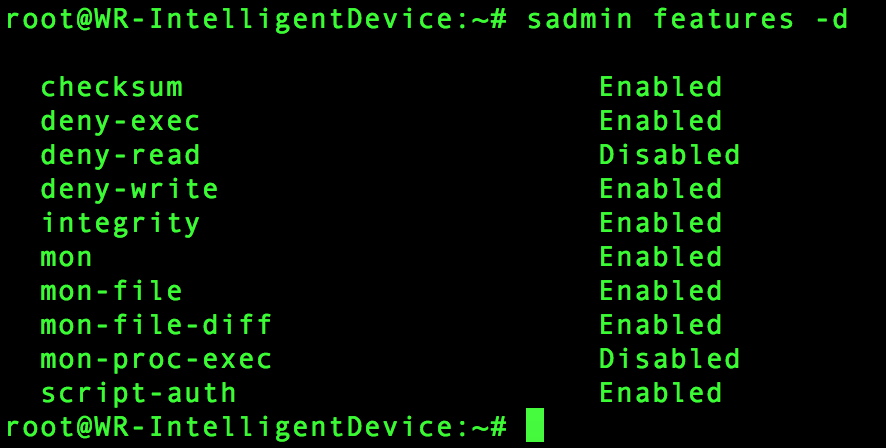 root@WR-IntelligentDevice:~# sadmin features -d
checksum Enabled
deny-exec Enabled
deny-read Disabled
deny-write Enabled
integrity Enabled
mon Enabled
mon-file Enabled
mon-file-diff Enabled
mon-proc-exec Disabled
script-auth Enabled
root@WR-IntelligentDevice:~#